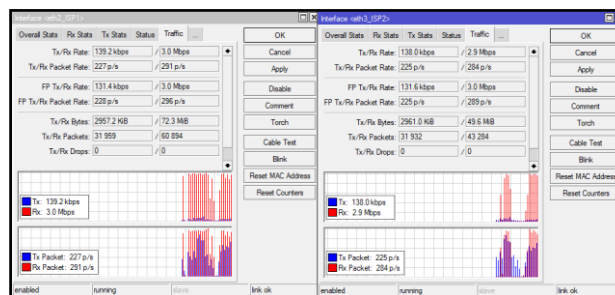 Interface <eth2_ISP1>
Overall Stats Rx Stats Tx Stats Status Traffic ...
Tx/Rx Rate: 139.2 kbps / 3.0 Mbps
Tx/Rx Packet Rate: 227 p/s / 291 p/s
FP Tx/Rx Rate: 131.4 kbps / 3.0 Mbps
FP Tx/Rx Packet Rate: 228 p/s / 296 p/s
Tx/Rx Bytes: 2957.2 KiB / 72.3 MiB
Tx/Rx Packets: 31 959 / 60 894
Tx/Rx Drops: 0 / 0
Tx: 139.2 kbps
Rx: 3.0 Mbps
Tx Packet: 227 p/s
Rx Packet: 291 p/s
OK
Cancel
Apply
Disable
Comment
Torch
Cable Test
Blink
Reset MAC Address
Reset Counters
enabled running slave link ok
Interface <eth3_ISP2>
Overall Stats Rx Stats Tx Stats Status Traffic ...
Tx/Rx Rate: 138.0 kbps / 2.9 Mbps
Tx/Rx Packet Rate: 225 p/s / 284 p/s
FP Tx/Rx Rate: 131.6 kbps / 3.0 Mbps
FP Tx/Rx Packet Rate: 225 p/s / 289 p/s
Tx/Rx Bytes: 2961.0 KiB / 49.6 MiB
Tx/Rx Packets: 31 932 / 43 284
Tx/Rx Drops: 0 / 0
Tx: 138.0 kbps
Rx: 2.9 Mbps
Tx Packet: 225 p/s
Rx Packet: 284 p/s
OK
Cancel
Apply
Disable
Comment
Torch
Cable Test
Blink
Reset MAC Address
Reset Counters
enabled running slave link ok